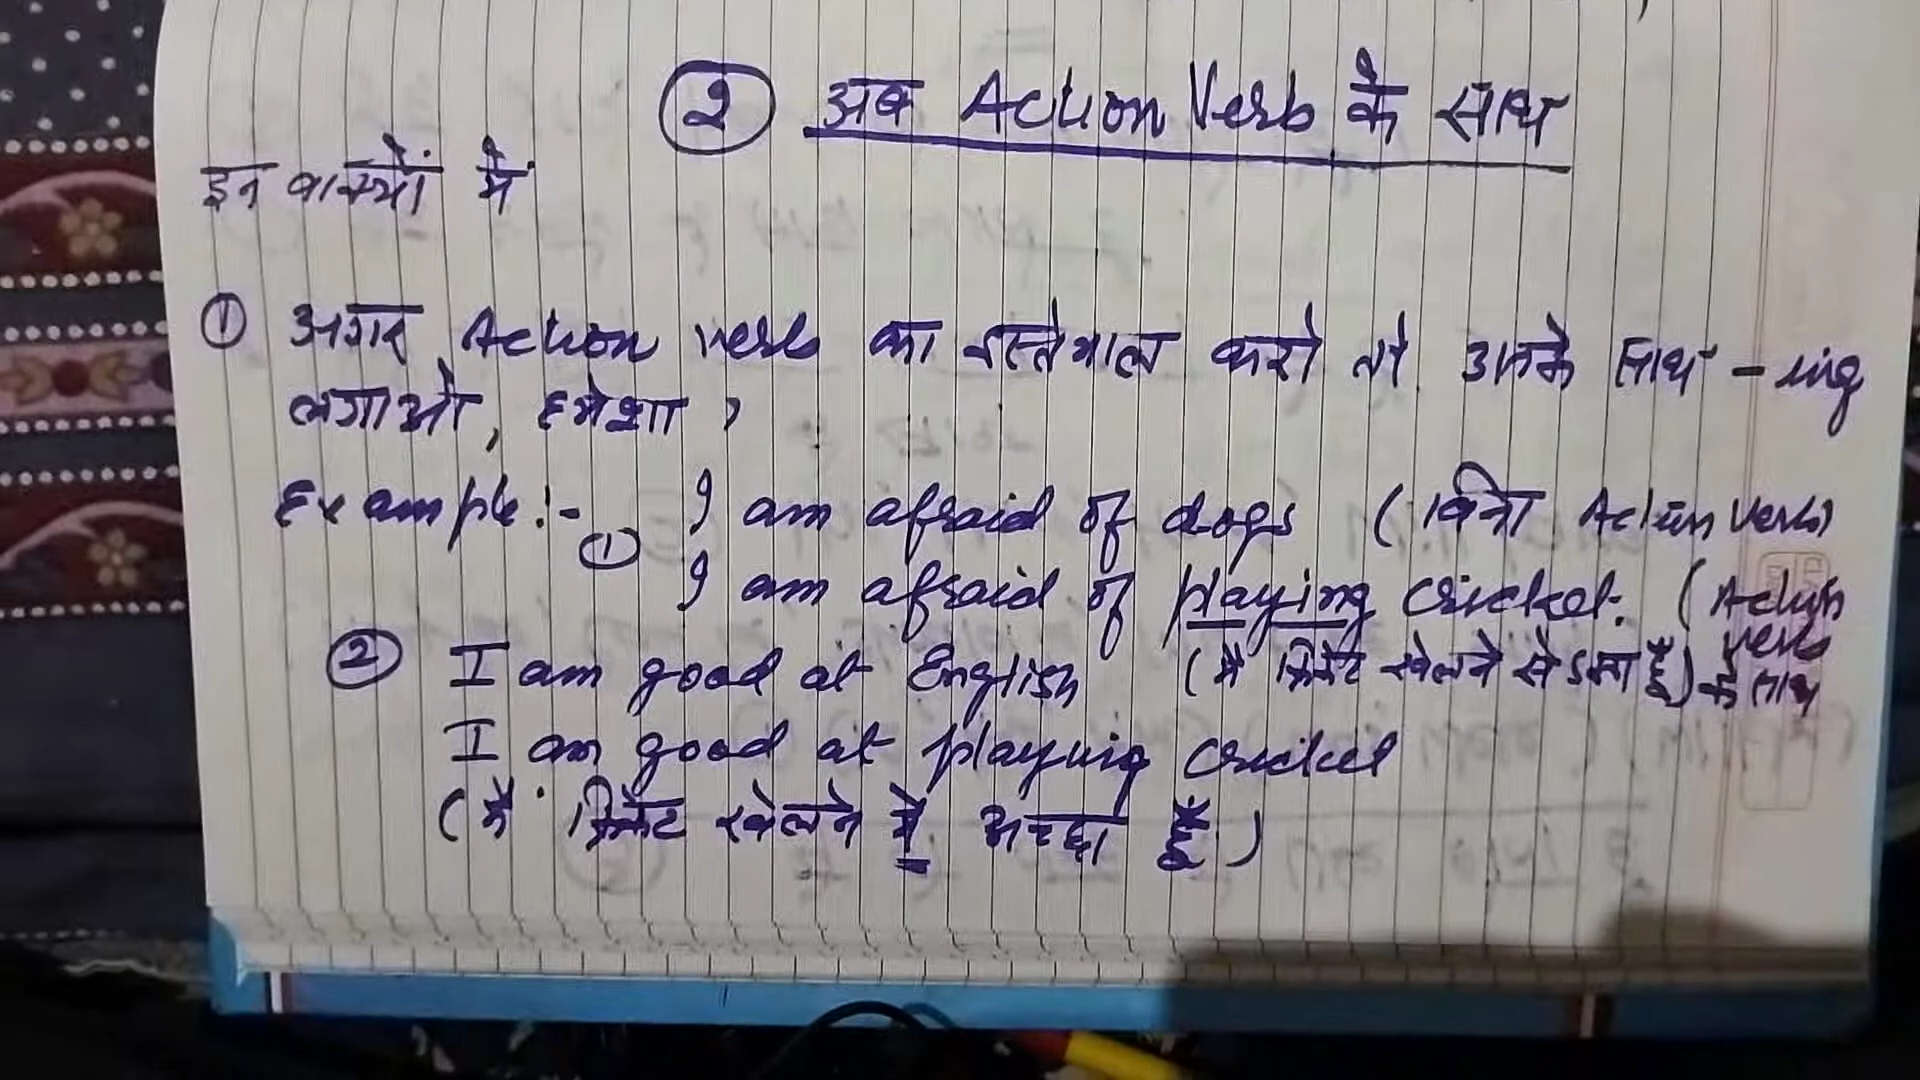 ② अब Action Verb के साथ
इन वाक्यों में
① अगर Action verb का इस्तेमाल करो तो उसके साथ - ing
लगाओ, हमेशा,
Example :- ① I am afraid of dogs (बिना Action Verb)
I am afraid of playing cricket. (Action verb के साथ)
(मैं क्रिकेट खेलने से डरता हूँ)
② I am good at English
I am good at playing cricket
(मैं क्रिकेट खेलने में अच्छा हूँ)